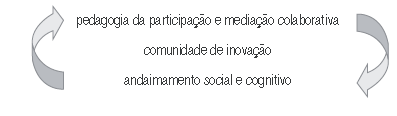 pedagogia da participação e mediação colaborativa
comunidade de inovação
andaimamento social e cognitivo